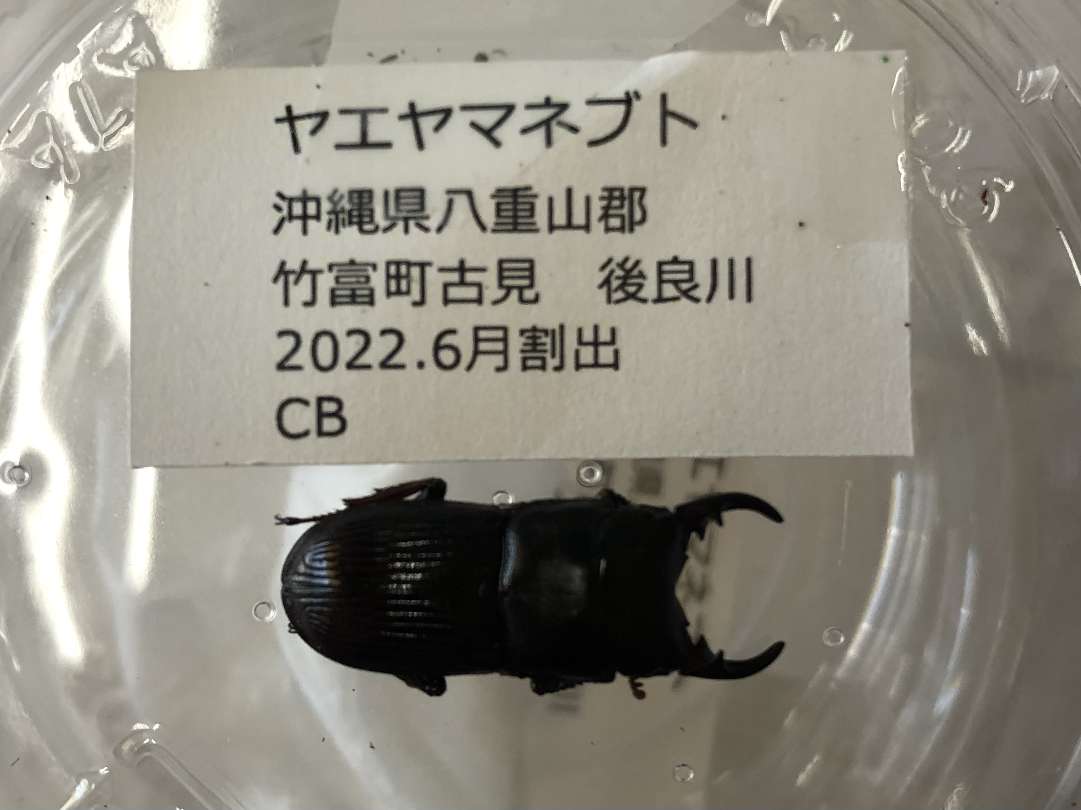 ヤエヤマネブト
沖縄県八重山郡
竹富町古見　後良川
2022.6月割出
CB